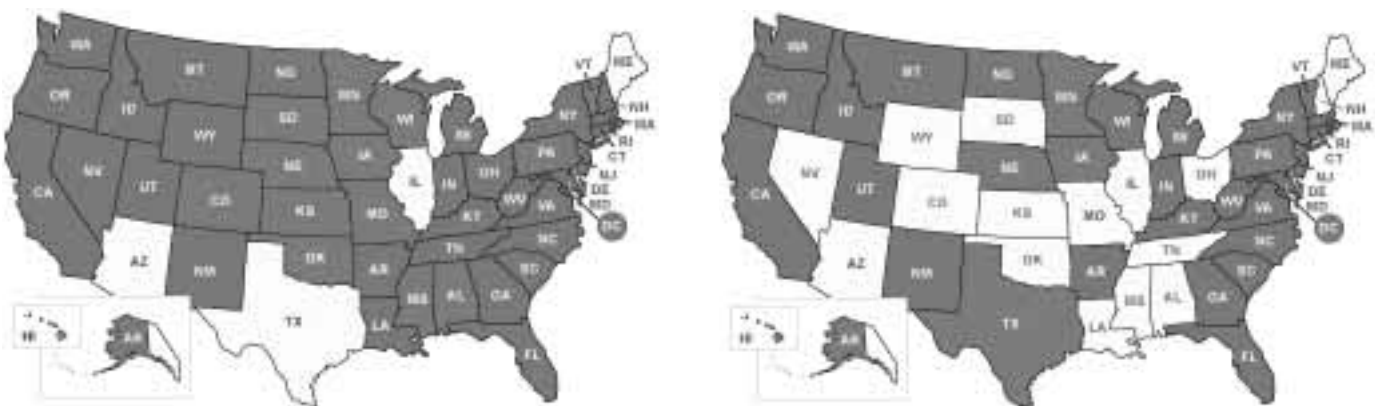 WA
MT
ND
MN
OR
ID
WY
SD
WI
MI
VT
ME
NY
NH
MA
NV
UT
CO
NE
IA
IL
IN
OH
PA
RI
CT
NJ
DE
MD
DC
CA
KS
MO
KY
WV
VA
AZ
NM
OK
AR
TN
NC
TX
LA
MS
AL
GA
SC
FL
HI
AK
WA
MT
ND
MN
OR
ID
WY
SD
WI
MI
VT
ME
NY
NH
MA
NV
UT
CO
NE
IA
IL
IN
OH
PA
RI
CT
NJ
DE
MD
DC
CA
KS
MO
KY
WV
VA
AZ
NM
OK
AR
TN
NC
TX
LA
MS
AL
GA
SC
FL
HI
AK